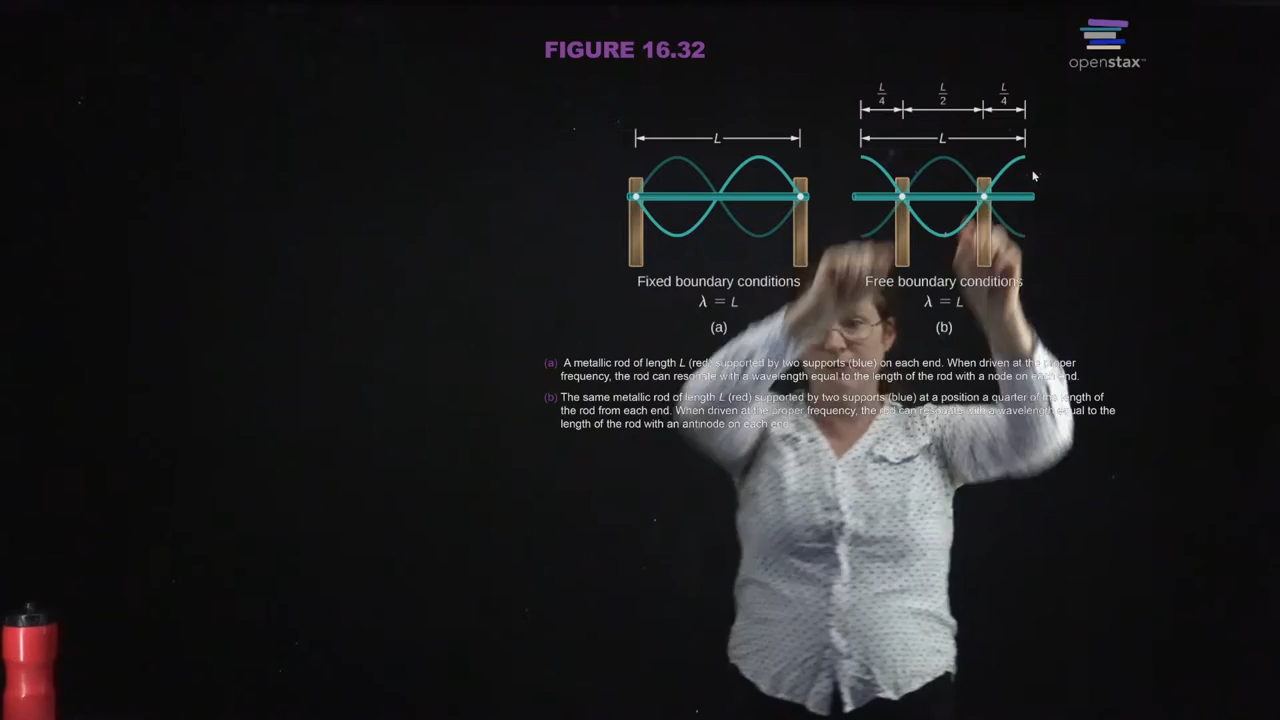 FIGURE 16.32
openstax™
L
L/4
L/2
L/4
L
Fixed boundary conditions
λ = L
(a)
Free boundary conditions
λ = L
(b)
(a) A metallic rod of length L (red) supported by two supports (blue) on each end. When driven at the proper
frequency, the rod can resonate with a wavelength equal to the length of the rod with a node on each end.
(b) The same metallic rod of length L (red) supported by two supports (blue) at a position a quarter of the length of
the rod from each end. When driven at the proper frequency, the rod can resonate with a wavelength equal to the
length of the rod with an antinode on each end.